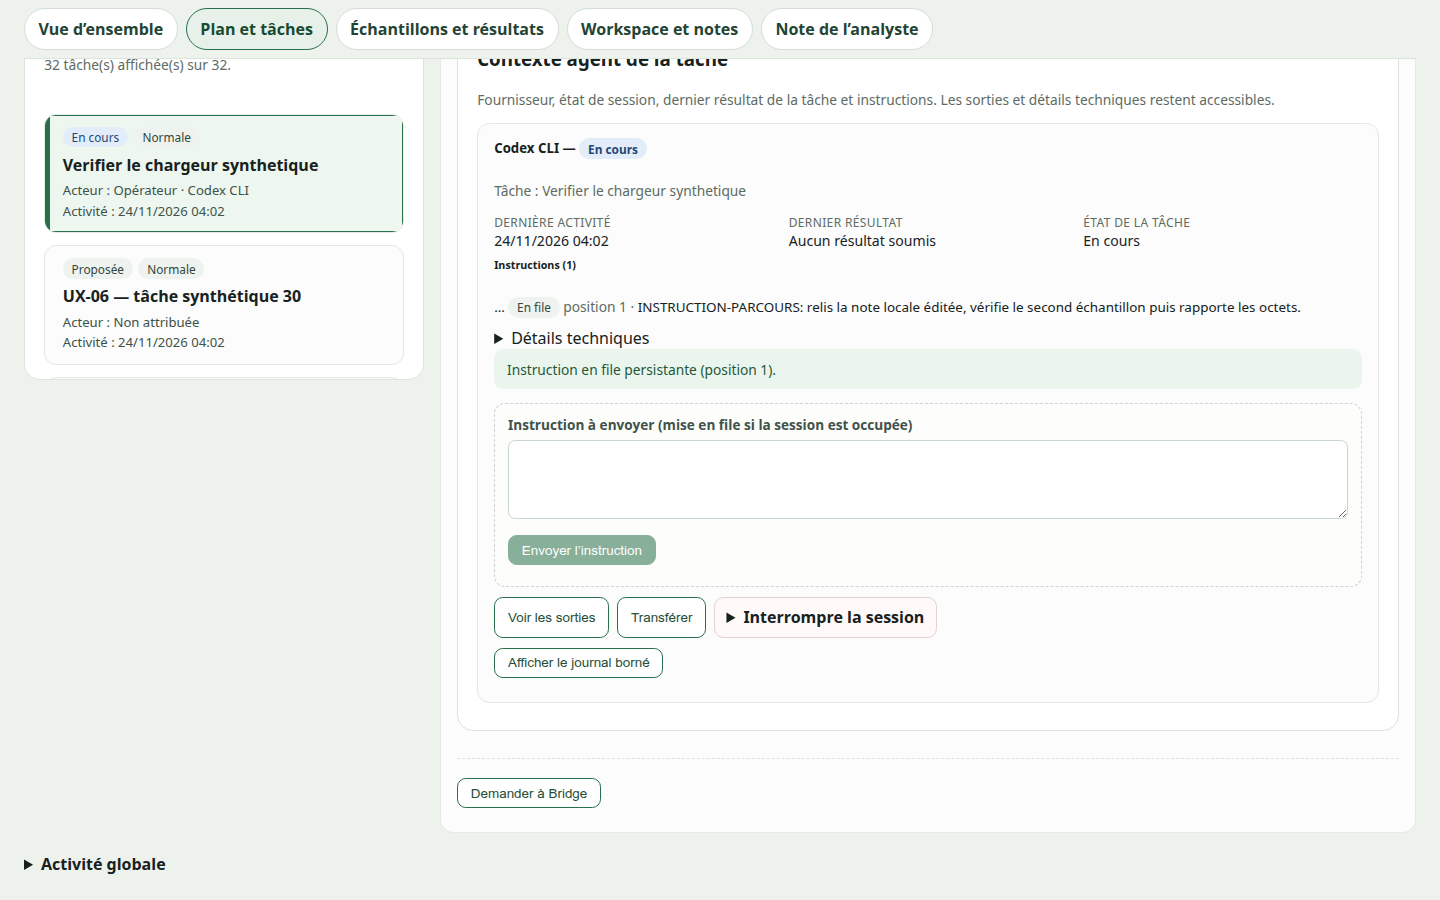 Vue d’ensemble
Plan et tâches
Échantillons et résultats
Workspace et notes
Note de l’analyste
32 tâche(s) affichée(s) sur 32.
En cours
Normale
Verifier le chargeur synthetique
Acteur : Opérateur · Codex CLI
Activité : 24/11/2026 04:02
Proposée
Normale
UX-06 — tâche synthétique 30
Acteur : Non attribuée
Activité : 24/11/2026 04:02
Contexte agent de la tâche
Fournisseur, état de session, dernier résultat de la tâche et instructions. Les sorties et détails techniques restent accessibles.
Codex CLI — En cours
Tâche : Verifier le chargeur synthetique
DERNIÈRE ACTIVITÉ
24/11/2026 04:02
DERNIER RÉSULTAT
Aucun résultat soumis
ÉTAT DE LA TÂCHE
En cours
Instructions (1)
… En file position 1 · INSTRUCTION-PARCOURS: relis la note locale éditée, vérifie le second échantillon puis rapporte les octets.
Détails techniques
Instruction en file persistante (position 1).
Instruction à envoyer (mise en file si la session est occupée)
Envoyer l’instruction
Voir les sorties
Transférer
Interrompre la session
Afficher le journal borné
Demander à Bridge
Activité globale